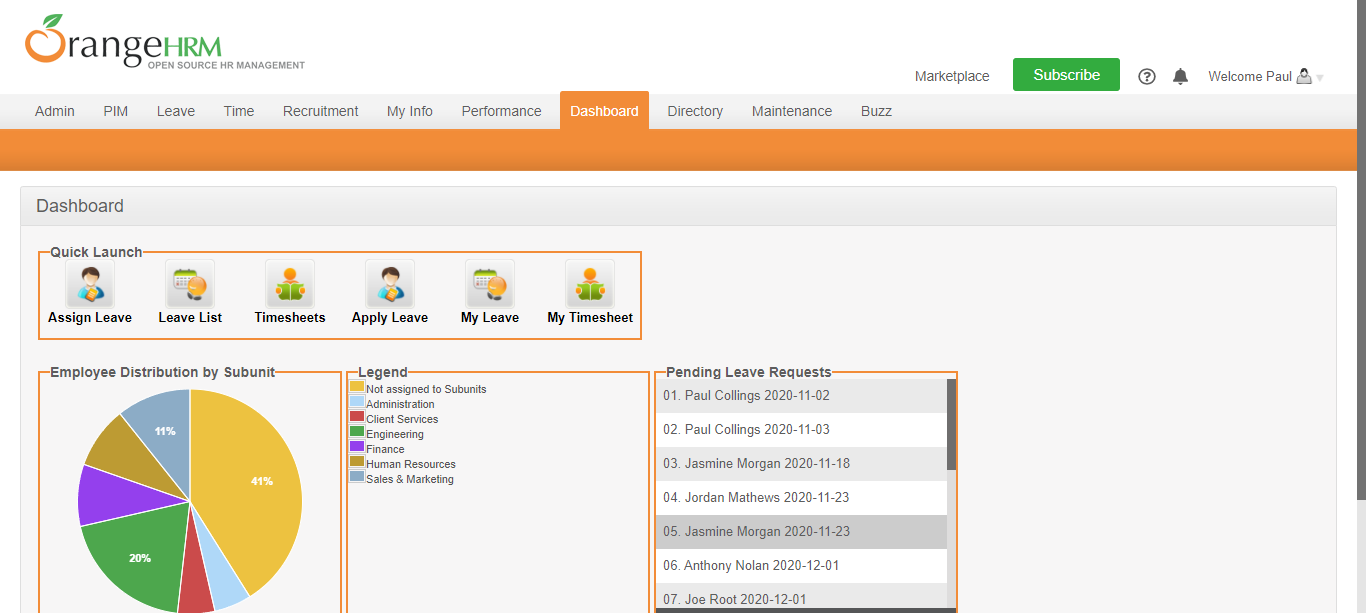 OrangeHRM
OPEN SOURCE HR MANAGEMENT
Marketplace Subscribe ? Welcome Paul
Admin PIM Leave Time Recruitment My Info Performance Dashboard Directory Maintenance Buzz
Dashboard
Quick Launch
Assign Leave Leave List Timesheets Apply Leave My Leave My Timesheet
Employee Distribution by Subunit
11%
41%
20%
Legend
Not assigned to Subunits
Administration
Client Services
Engineering
Finance
Human Resources
Sales & Marketing
Pending Leave Requests
01. Paul Collings 2020-11-02
02. Paul Collings 2020-11-03
03. Jasmine Morgan 2020-11-18
04. Jordan Mathews 2020-11-23
05. Jasmine Morgan 2020-11-23
06. Anthony Nolan 2020-12-01
07. Joe Root 2020-12-01